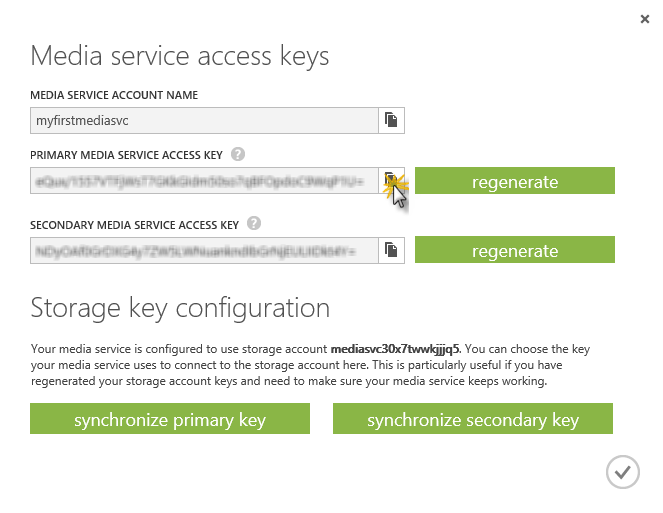 Media service access keys
MEDIA SERVICE ACCOUNT NAME
myfirstmediasvc
PRIMARY MEDIA SERVICE ACCESS KEY ?
regenerate
SECONDARY MEDIA SERVICE ACCESS KEY ?
regenerate
Storage key configuration
Your media service is configured to use storage account mediasvc30x7twwkjjjq5. You can choose the key
your media service uses to connect to the storage account here. This is particularly useful if you have
regenerated your storage account keys and need to make sure your media service keeps working.
synchronize primary key synchronize secondary key